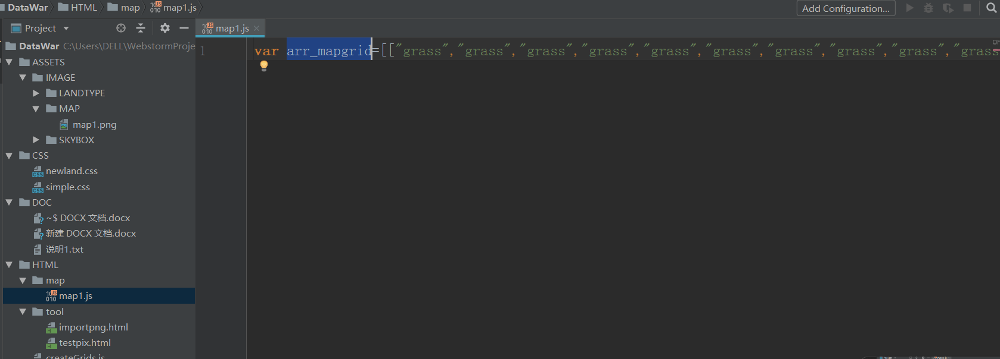 DataWar HTML map map1.js Add Configuration...
Project map1.js
DataWar C:\Users\DELL\WebstormProje
1 var arr_mapgrid=[["grass","grass","grass","grass","grass","grass","grass","grass","grass","grass
ASSETS
IMAGE
LANDTYPE
MAP
map1.png
SKYBOX
CSS
newland.css
simple.css
DOC
~$ DOCX 文档.docx
新建 DOCX 文档.docx
说明1.txt
HTML
map
map1.js
tool
importpng.html
testpix.html
createGrids.js